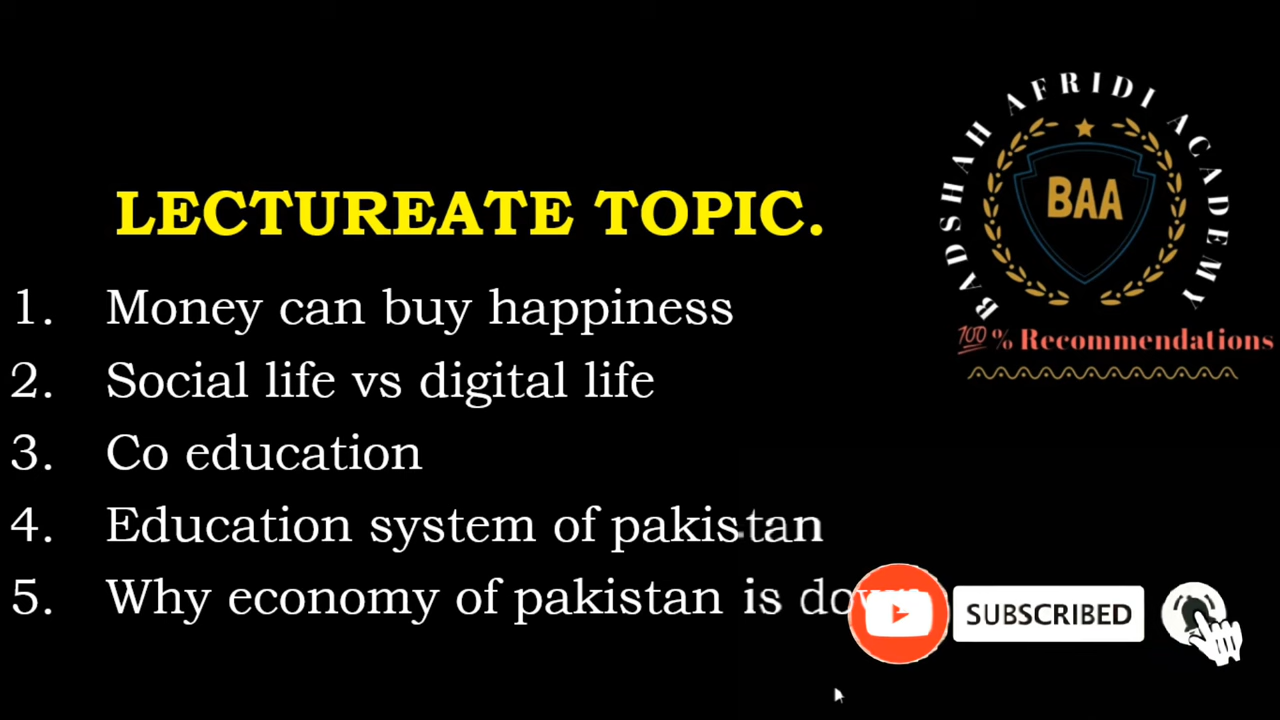 BADSHAH AFRIDI ACADEMY
BAA
100 % Recommendations
LECTUREATE TOPIC.
1. Money can buy happiness
2. Social life vs digital life
3. Co education
4. Education system of pakistan
5. Why economy of pakistan is down
SUBSCRIBED